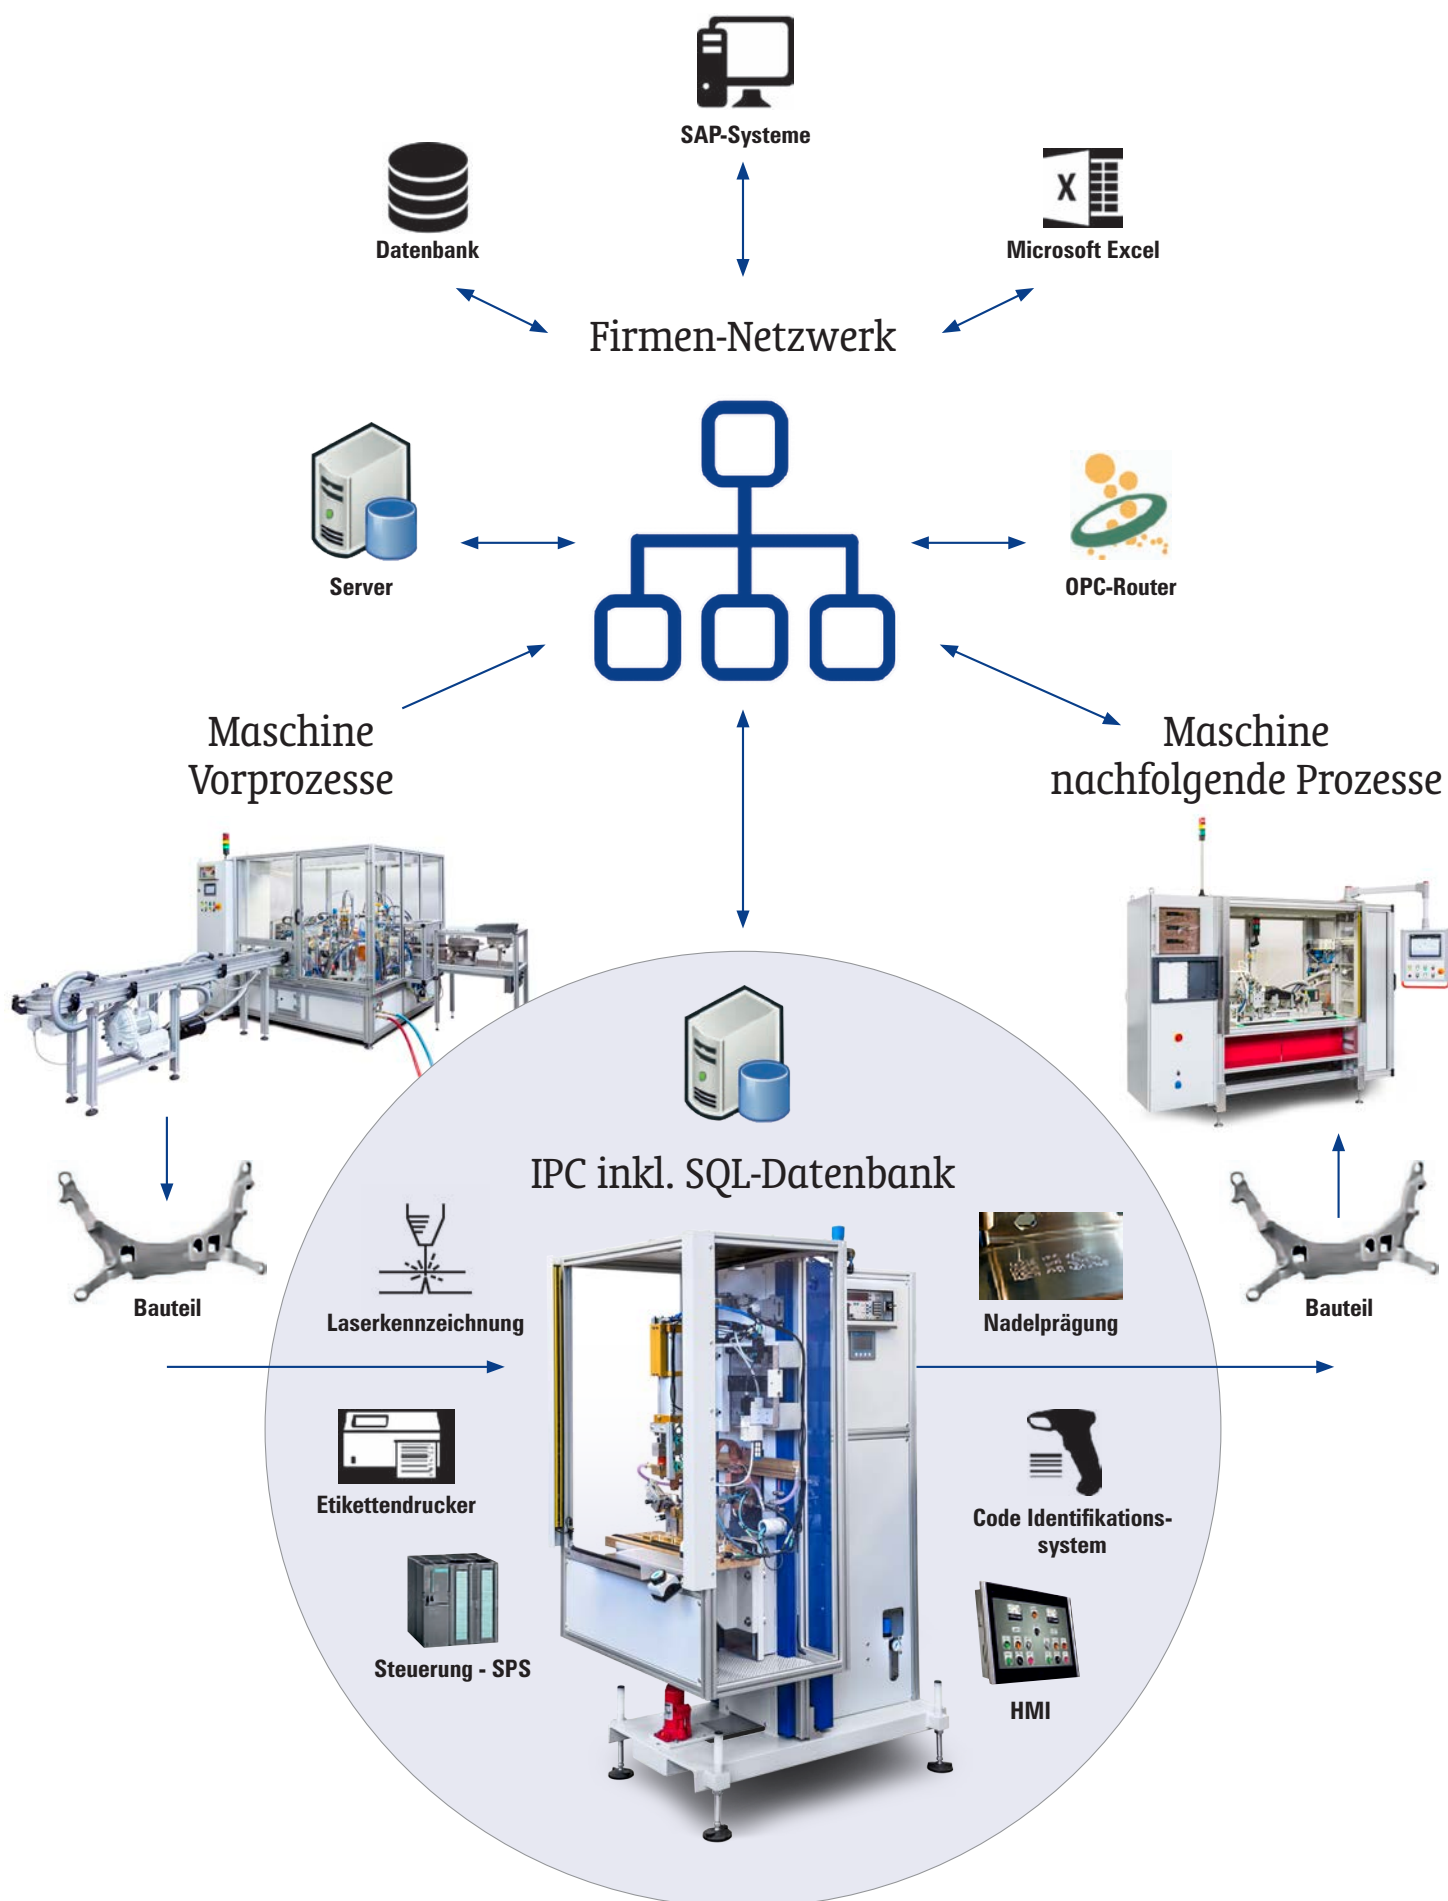 SAP-Systeme
Datenbank
Microsoft Excel
Firmen-Netzwerk
Server
OPC-Router
Maschine
Vorprozesse
Maschine
nachfolgende Prozesse
IPC inkl. SQL-Datenbank
Bauteil
Laserkennzeichnung
Nadelprägung
Bauteil
Etikettendrucker
Code Identifikations-
system
Steuerung - SPS
HMI